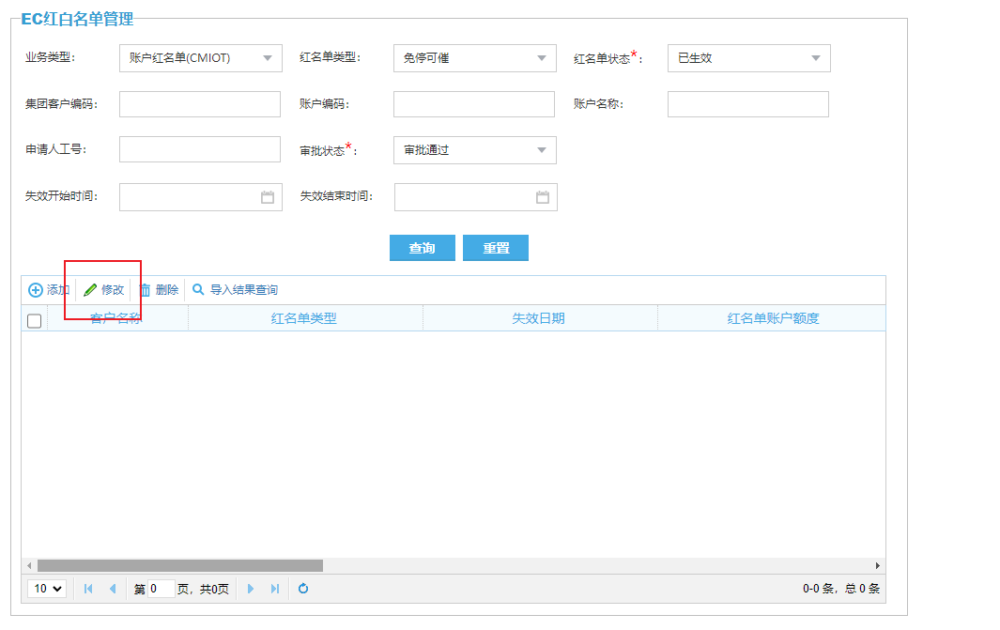 EC红白名单管理
业务类型: 账户红名单(CMIOT) 红名单类型: 免停可催 红名单状态*: 已生效
集团客户编码: 账户编码: 账户名称:
申请人工号: 审批状态*: 审批通过
失效开始时间: 失效结束时间:
查询 重置
添加 修改 删除 导入结果查询
客户名称 红名单类型 失效日期 红名单账户额度
10 第 0 页，共0页 0-0 条，总 0 条